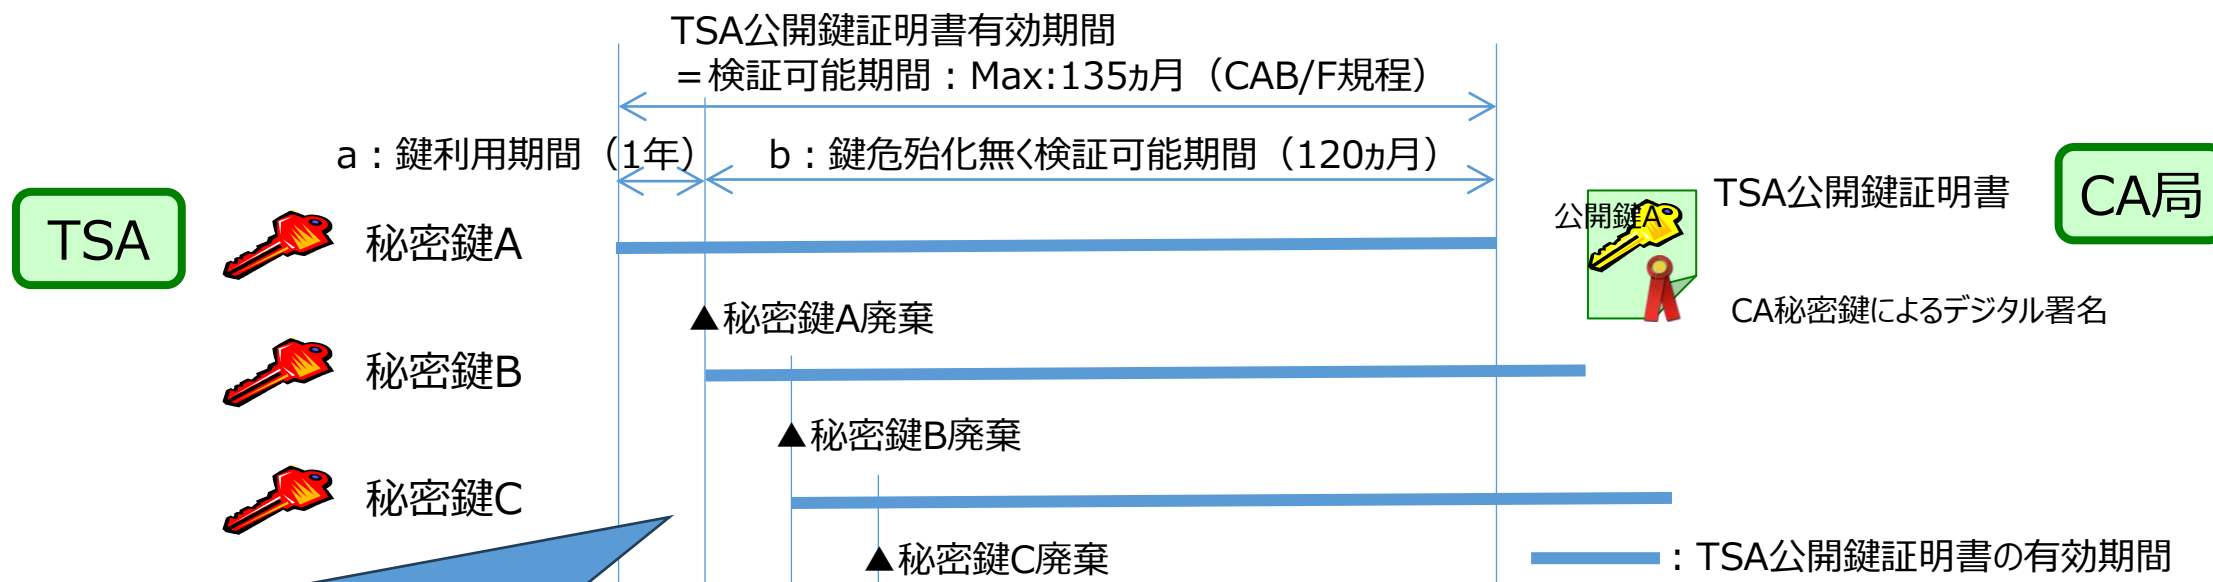 TSA公開鍵証明書有効期間
＝検証可能期間：Max:135ヵ月（CAB/F規程）
a：鍵利用期間（1年）
b：鍵危殆化無く検証可能期間（120ヵ月）
TSA
秘密鍵A
公開鍵A
TSA公開鍵証明書
CA局
CA秘密鍵によるデジタル署名
▲秘密鍵A廃棄
秘密鍵B
▲秘密鍵B廃棄
秘密鍵C
▲秘密鍵C廃棄
：TSA公開鍵証明書の有効期間